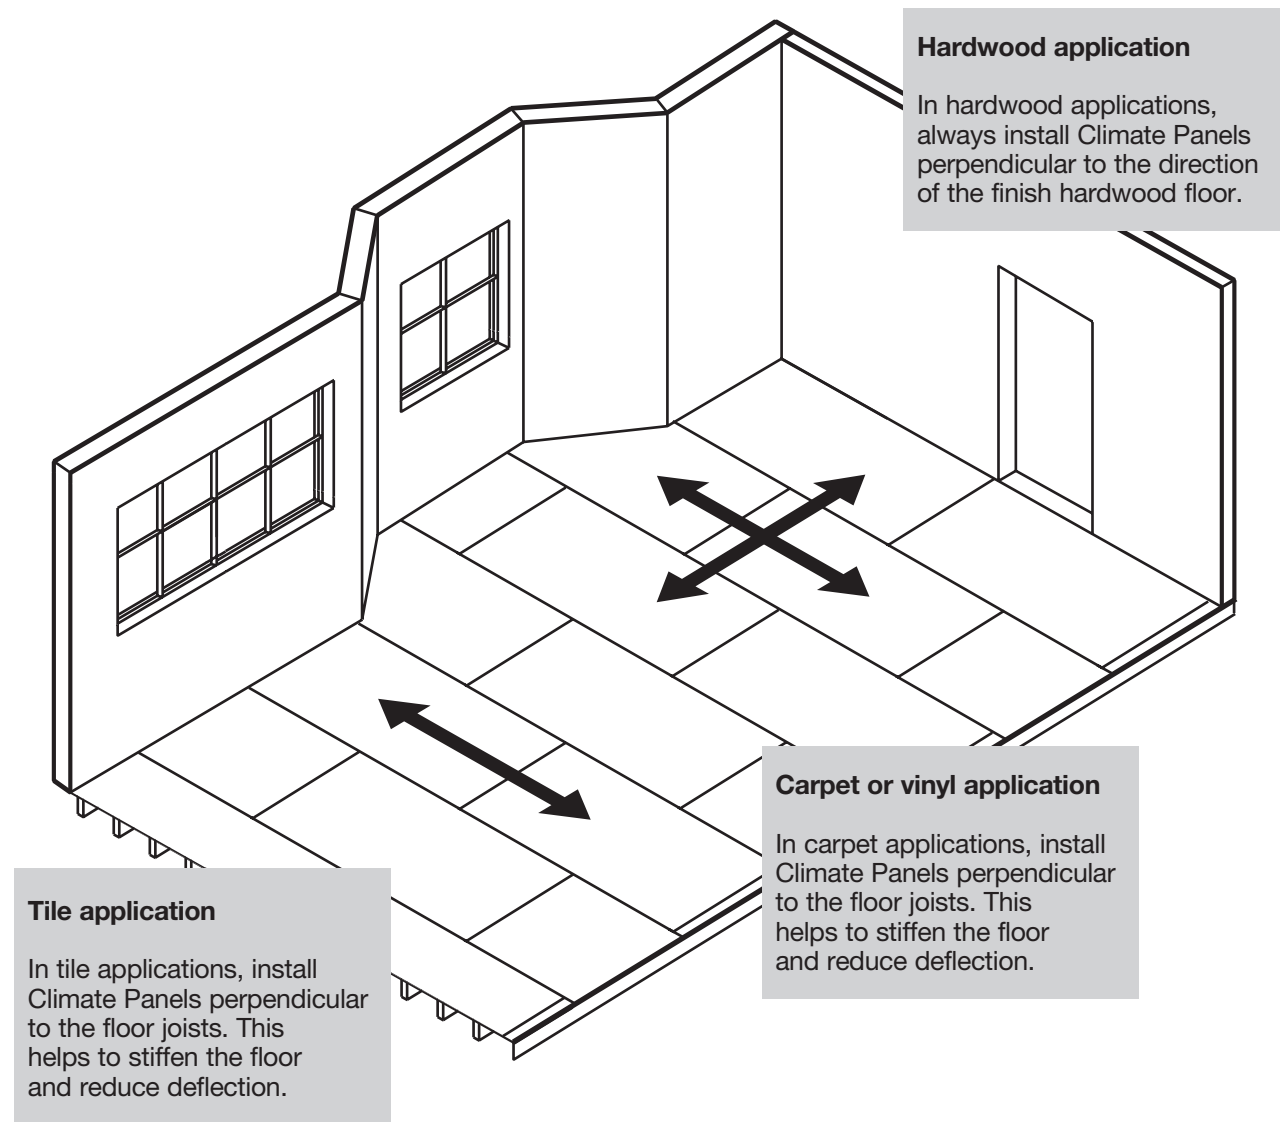 Hardwood application
In hardwood applications,
always install Climate Panels
perpendicular to the direction
of the finish hardwood floor.
Carpet or vinyl application
In carpet applications, install
Climate Panels perpendicular
to the floor joists. This
helps to stiffen the floor
and reduce deflection.
Tile application
In tile applications, install
Climate Panels perpendicular
to the floor joists. This
helps to stiffen the floor
and reduce deflection.